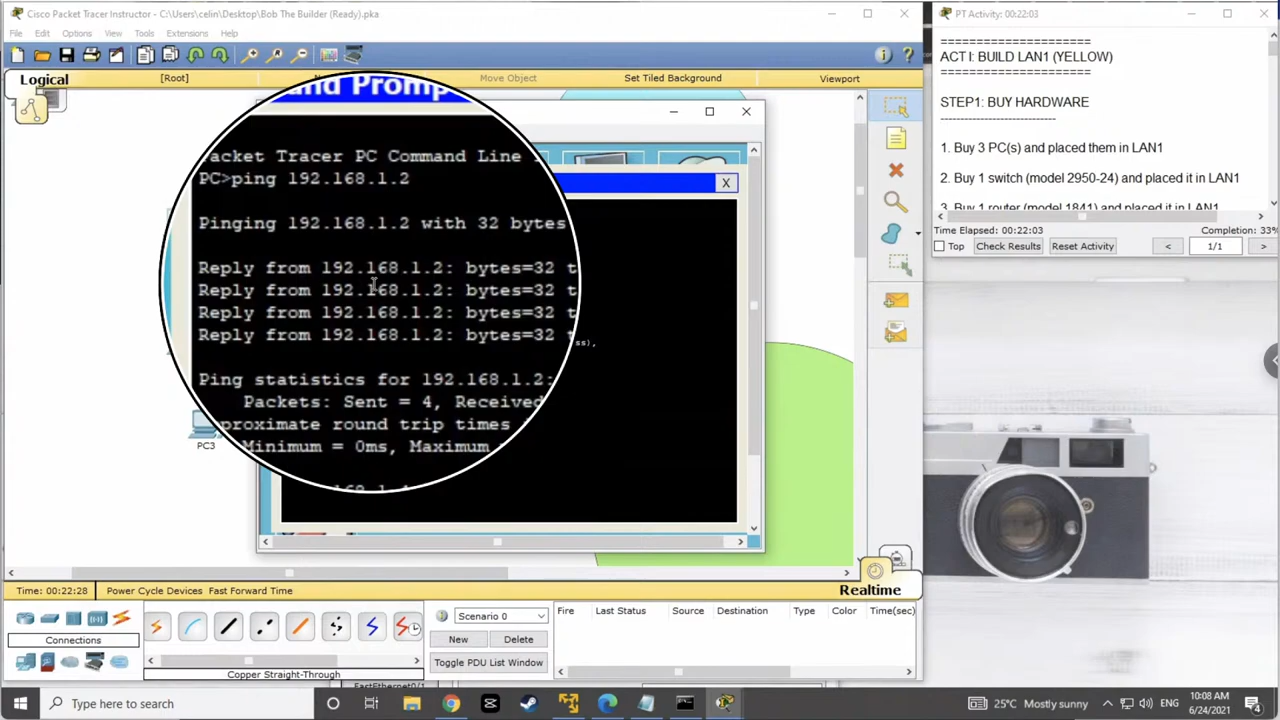 Cisco Packet Tracer Instructor - C:\Users\celin\Desktop\Bob The Builder (Ready).pka
File Edit Options View Tools Extensions Help
Logical
[Root]
Move Object
Set Tiled Background
Viewport
and Promp
Packet Tracer PC Command Line
PC>ping 192.168.1.2
Pinging 192.168.1.2 with 32 bytes
Reply from 192.168.1.2: bytes=32 t
Reply from 192.168.1.2: bytes=32 t
Reply from 192.168.1.2: bytes=32 t
Reply from 192.168.1.2: bytes=32 t
ss),
Ping statistics for 192.168.1.2:
Packets: Sent = 4, Received
proximate round trip times
Minimum = 0ms, Maximum
X
PC3
PT Activity: 00:22:03
=====================
ACT I: BUILD LAN1 (YELLOW)
=====================
STEP1: BUY HARDWARE
----------------------------
1. Buy 3 PC(s) and placed them in LAN1
2. Buy 1 switch (model 2950-24) and placed it in LAN1
3. Buy 1 router (model 1841) and placed it in LAN1
Time Elapsed: 00:22:03
Completion: 33%
Top
Check Results
Reset Activity
<
1/1
>
Time: 00:22:28
Power Cycle Devices Fast Forward Time
Realtime
Connections
Copper Straight-Through
Scenario 0
New
Delete
Toggle PDU List Window
Fire Last Status Source Destination Type Color Time(sec)
FastEthernet0/1
Type here to search
25°C Mostly sunny
10:08 AM
6/24/2021
4